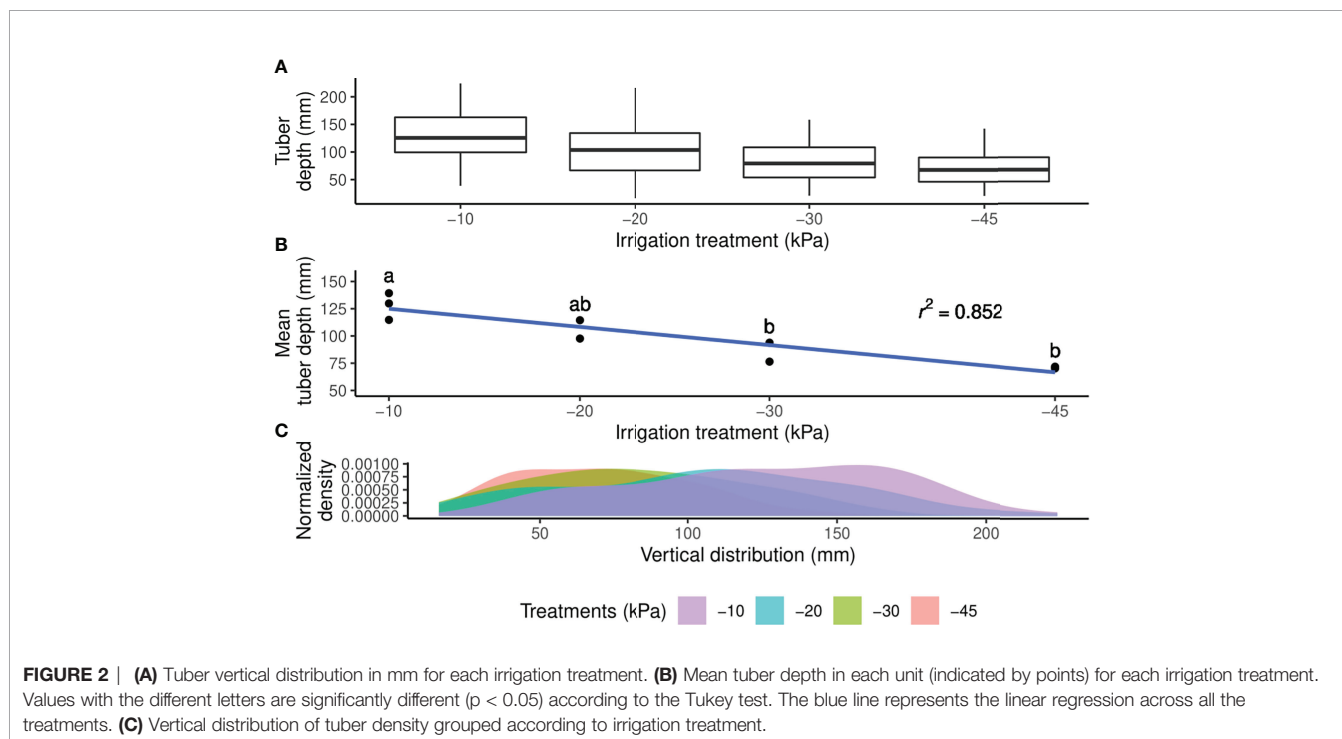 A
Tuber
depth (mm)
200
150
100
50
−10 −20 −30 −45
Irrigation treatment (kPa)
B
Mean
tuber depth (mm)
150
125
100
75
50
a
ab
b
b
r² = 0.852
−10 −20 −30 −45
Irrigation treatment (kPa)
C
Normalized
density
0.00100
0.00075
0.00050
0.00025
0.00000
50 100 150 200
Vertical distribution (mm)
Treatments (kPa) −10 −20 −30 −45
FIGURE 2 | (A) Tuber vertical distribution in mm for each irrigation treatment. (B) Mean tuber depth in each unit (indicated by points) for each irrigation treatment.
Values with the different letters are significantly different (p < 0.05) according to the Tukey test. The blue line represents the linear regression across all the
treatments. (C) Vertical distribution of tuber density grouped according to irrigation treatment.